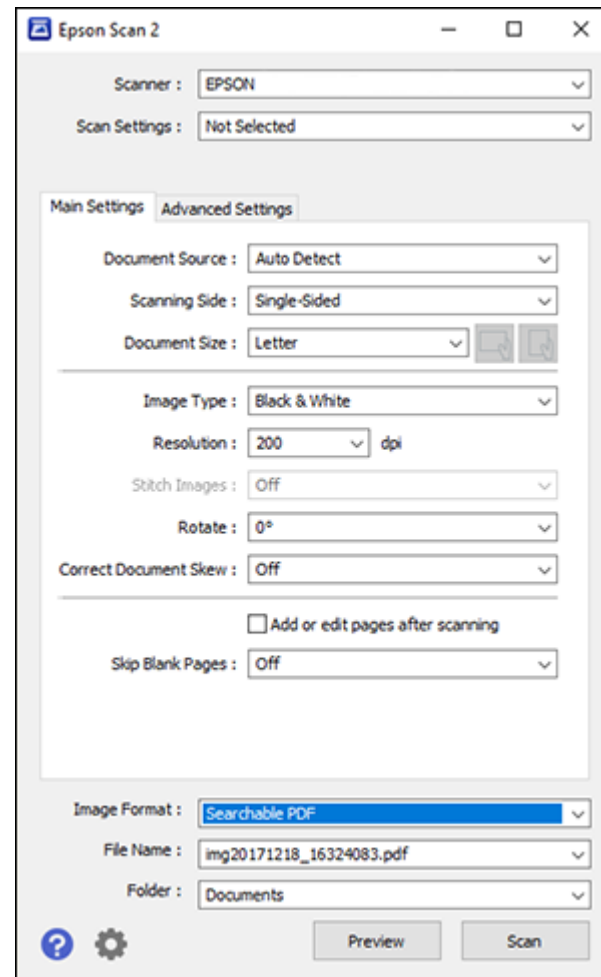 Epson Scan 2
Scanner : EPSON
Scan Settings : Not Selected
Main Settings Advanced Settings
Document Source : Auto Detect
Scanning Side : Single-Sided
Document Size : Letter
Image Type : Black & White
Resolution : 200 dpi
Stitch Images : Off
Rotate : 0°
Correct Document Skew : Off
Add or edit pages after scanning
Skip Blank Pages : Off
Image Format : Searchable PDF
File Name : img20171218_16324083.pdf
Folder : Documents
? Preview Scan